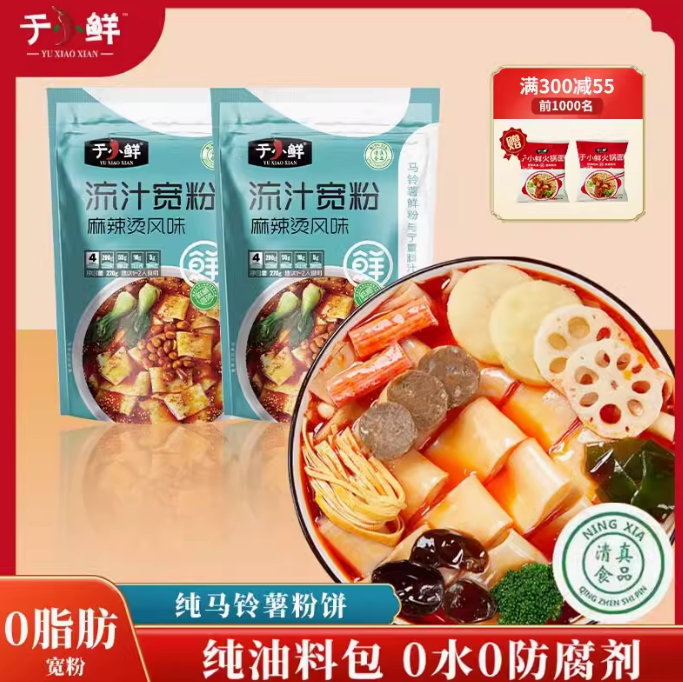 于小鲜
YU XIAO XIAN
满300减55
前1000名
赠
于小鲜火锅面
于小鲜火锅面
于小鲜
YU XIAO XIAN
流汁宽粉
麻辣烫风味
4
鲜
于小鲜
YU XIAO XIAN
流汁宽粉
麻辣烫风味
4
鲜
马铃薯鲜粉与宁夏料汁
NING XIA
清真
食品
QING ZHEN SHI PIN
纯马铃薯粉饼
0脂肪
宽粉
纯油料包 0水0防腐剂